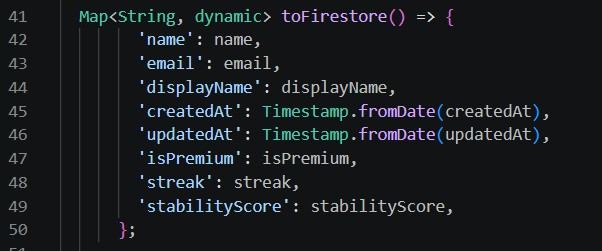 41 Map<String, dynamic> toFirestore() => {
42 'name': name,
43 'email': email,
44 'displayName': displayName,
45 'createdAt': Timestamp.fromDate(createdAt),
46 'updatedAt': Timestamp.fromDate(updatedAt),
47 'isPremium': isPremium,
48 'streak': streak,
49 'stabilityScore': stabilityScore,
50 };